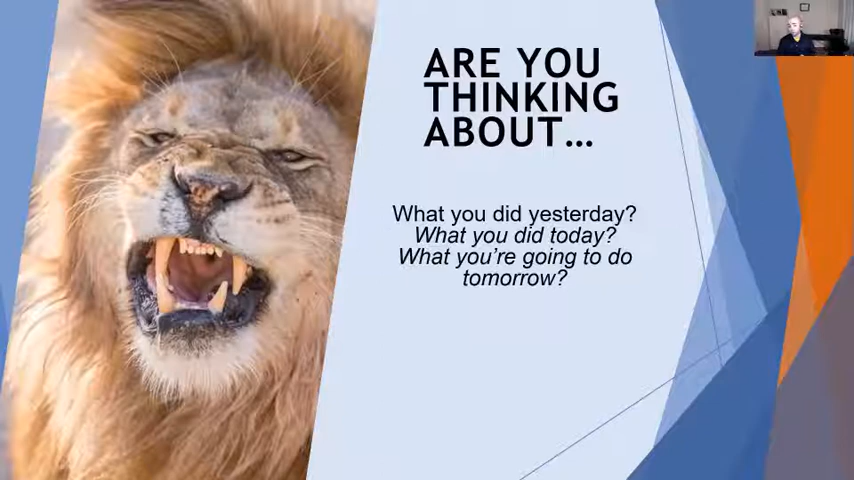 ARE YOU
THINKING
ABOUT...
What you did yesterday?
What you did today?
What you're going to do
tomorrow?